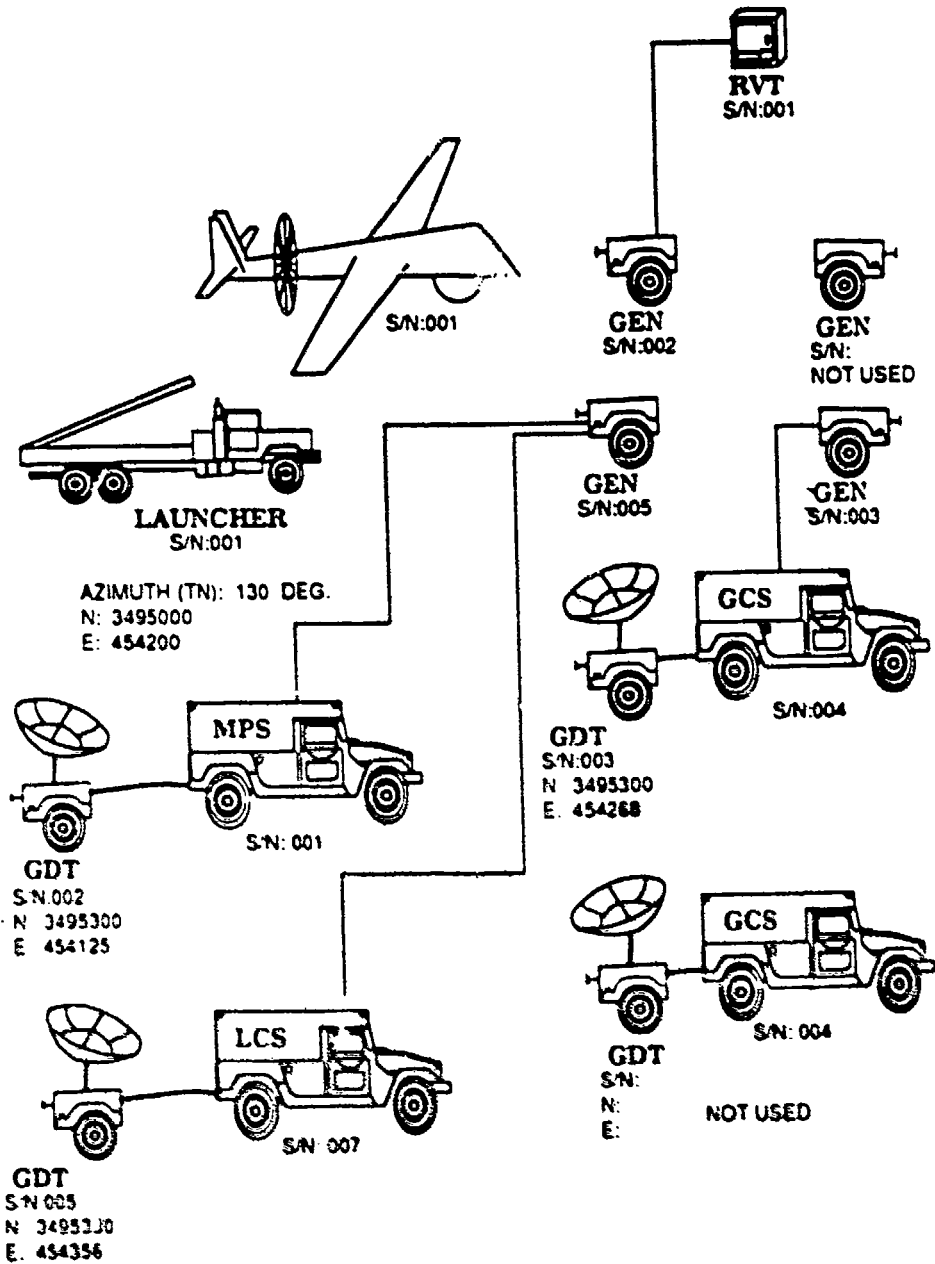 RVT
S/N:001
S/N:001
GEN
S/N:002
GEN
S/N:
NOT USED
LAUNCHER
S/N:001
GEN
S/N:005
GEN
S/N:003
AZIMUTH (TN): 130 DEG.
N: 3495000
E: 454200
GCS
S/N:004
GDT
S/N:003
N 3495300
E. 454268
MPS
S/N: 001
GDT
S/N.002
N 3495300
E 454125
GCS
S/N: 004
GDT
S/N:
N:
E:
NOT USED
LCS
S/N: 007
GDT
S/N 005
N
E. 454356